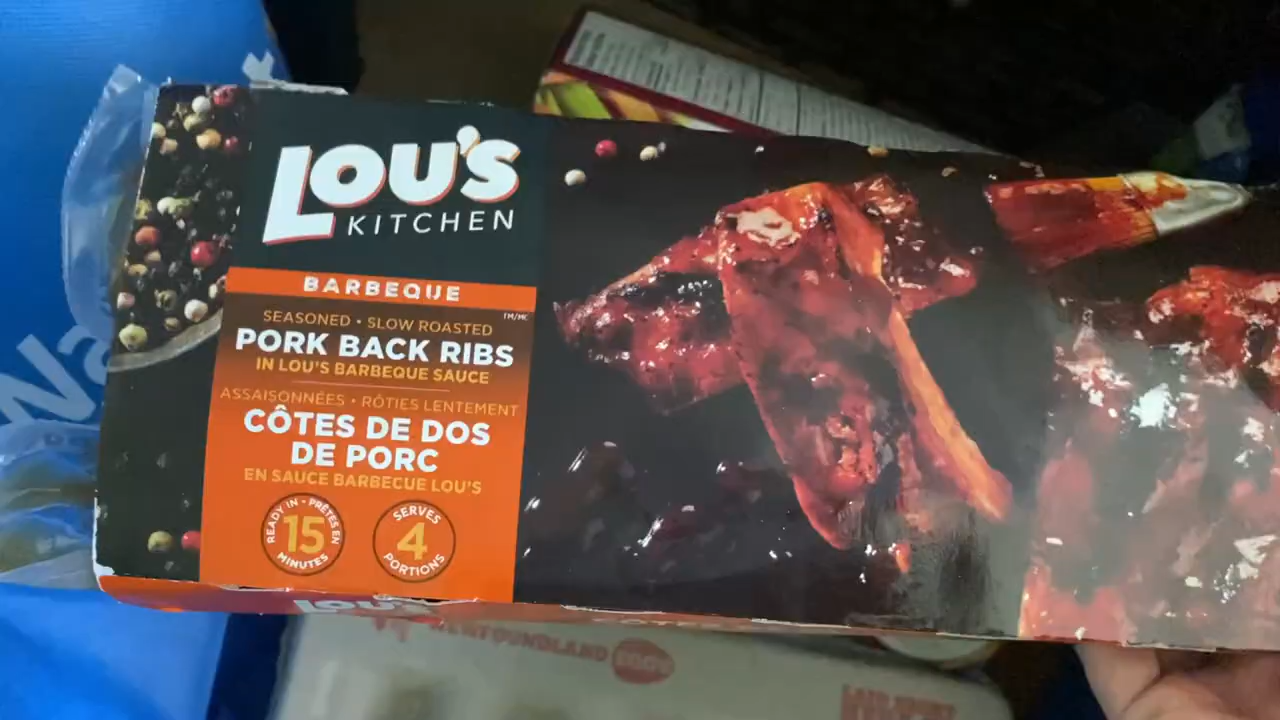 LOU'S
KITCHEN
BARBEQUE
TM/MC
SEASONED • SLOW ROASTED
PORK BACK RIBS
IN LOU'S BARBEQUE SAUCE
ASSAISONNÉES • RÔTIES LENTEMENT
CÔTES DE DOS
DE PORC
EN SAUCE BARBECUE LOU'S
READY IN • PRÊTES EN
15
MINUTES
SERVES
4
PORTIONS
LOU'S
NEWFOUNDLAND EGGS